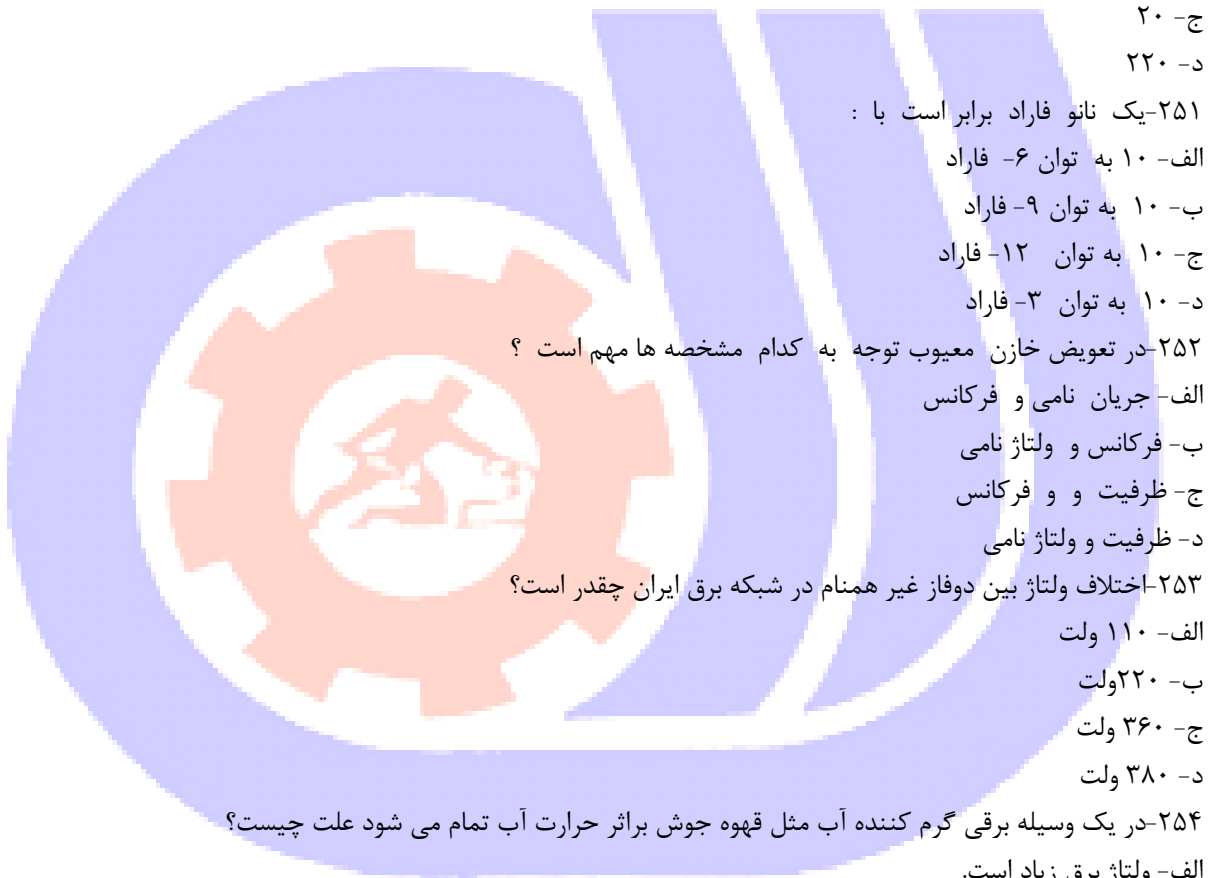 ج- ۲۰
د- ۲۲۰
۲۵۱-یک نانو فاراد برابر است با :
الف- ۱۰ به توان ۶- فاراد
ب- ۱۰ به توان ۹- فاراد
ج- ۱۰ به توان ۱۲- فاراد
د- ۱۰ به توان ۳- فاراد
۲۵۲-در تعویض خازن معیوب توجه به کدام مشخصه ها مهم است ؟
الف- جریان نامی و فرکانس
ب- فرکانس و ولتاژ نامی
ج- ظرفیت و و فرکانس
د- ظرفیت و ولتاژ نامی
۲۵۳-اختلاف ولتاژ بین دوفاز غیر همنام در شبکه برق ایران چقدر است؟
الف- ۱۱۰ ولت
ب- ۲۲۰ولت
ج- ۳۶۰ ولت
د- ۳۸۰ ولت
۲۵۴-در یک وسیله برقی گرم کننده آب مثل قهوه جوش براثر حرارت آب تمام می شود علت چیست؟
الف- ولتاژ برق زیاد است.